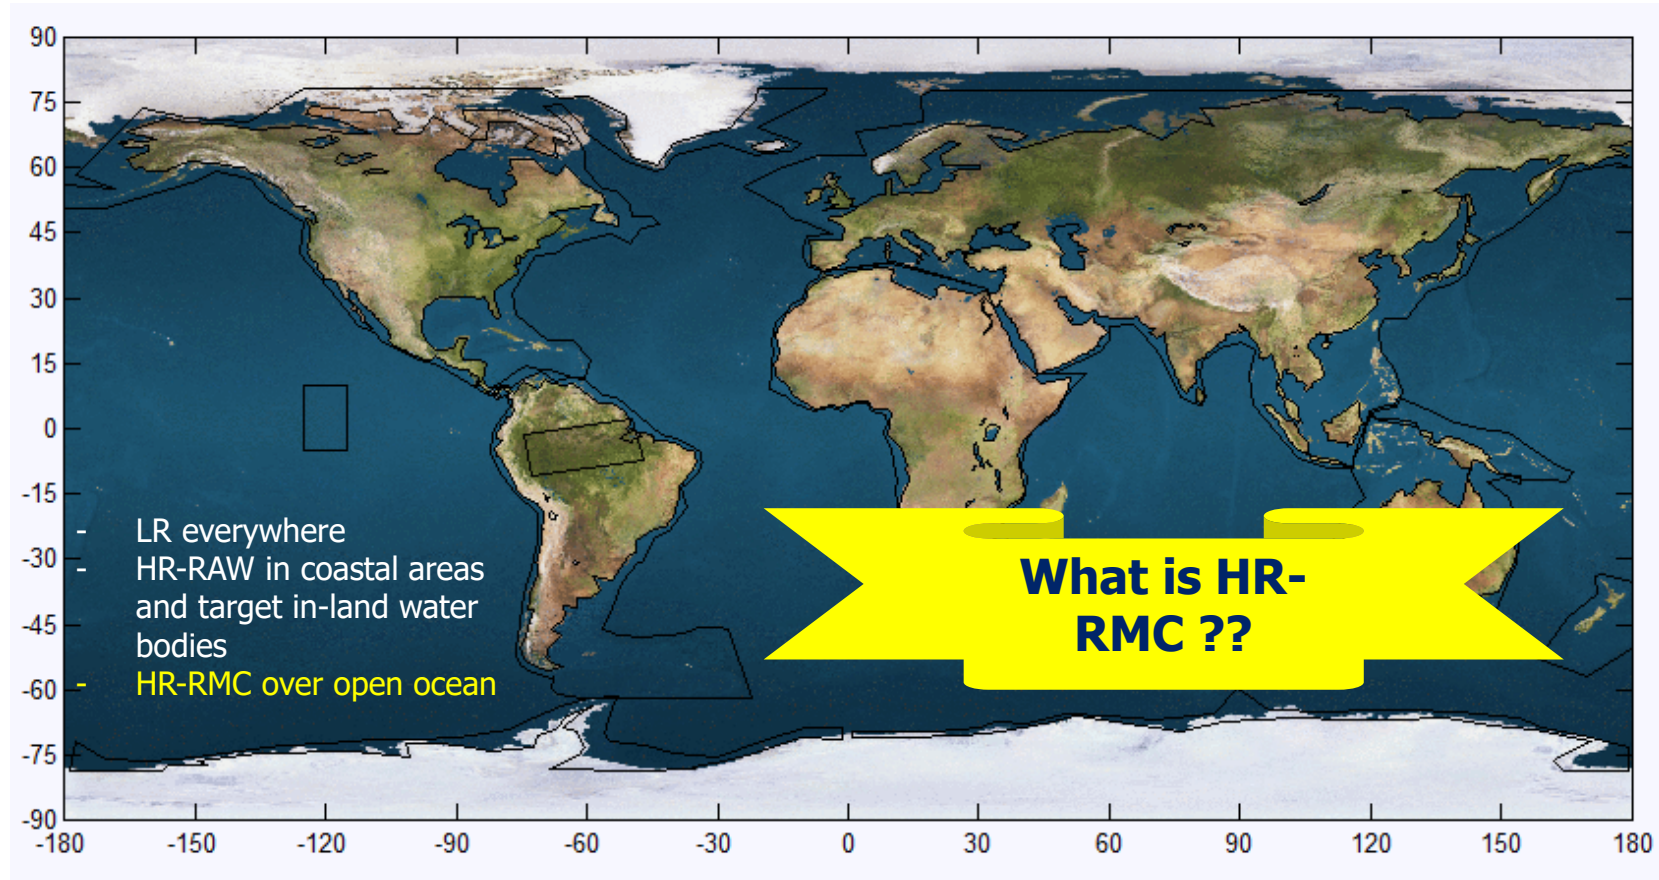 90
75
60
45
30
15
0
-15
-30
-45
-60
-75
-90
-180 -150 -120 -90 -60 -30 0 30 60 90 120 150 180
- LR everywhere
- HR-RAW in coastal areas
and target in-land water
bodies
- HR-RMC over open ocean
What is HR-
RMC ??